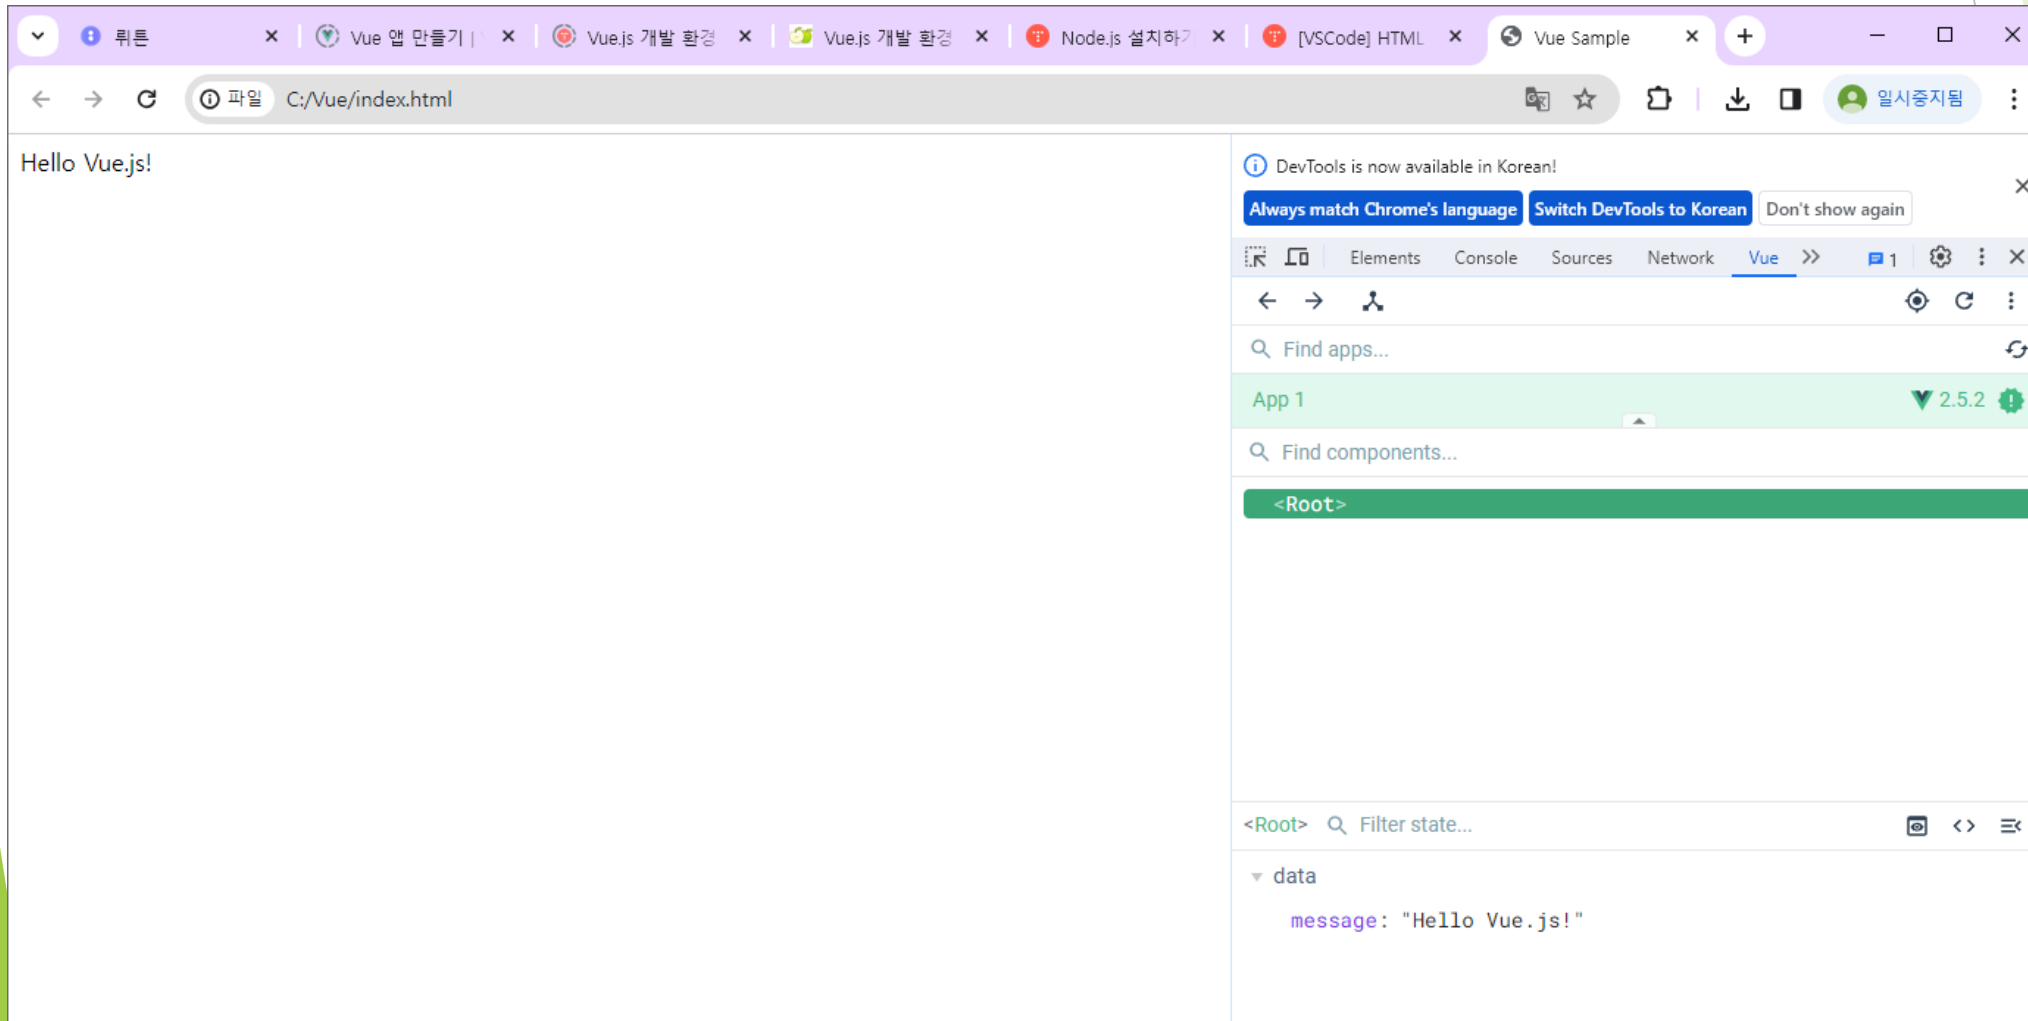 뤼튼
Vue 앱 만들기 |
Vue.js 개발 환경
Vue.js 개발 환경
Node.js 설치하기
[VSCode] HTML
Vue Sample
파일
C:/Vue/index.html
일시중지됨
Hello Vue.js!
DevTools is now available in Korean!
Always match Chrome's language
Switch DevTools to Korean
Don't show again
Elements
Console
Sources
Network
Vue
1
Find apps...
App 1
2.5.2
Find components...
<Root>
<Root>
Filter state...
data
message: "Hello Vue.js!"